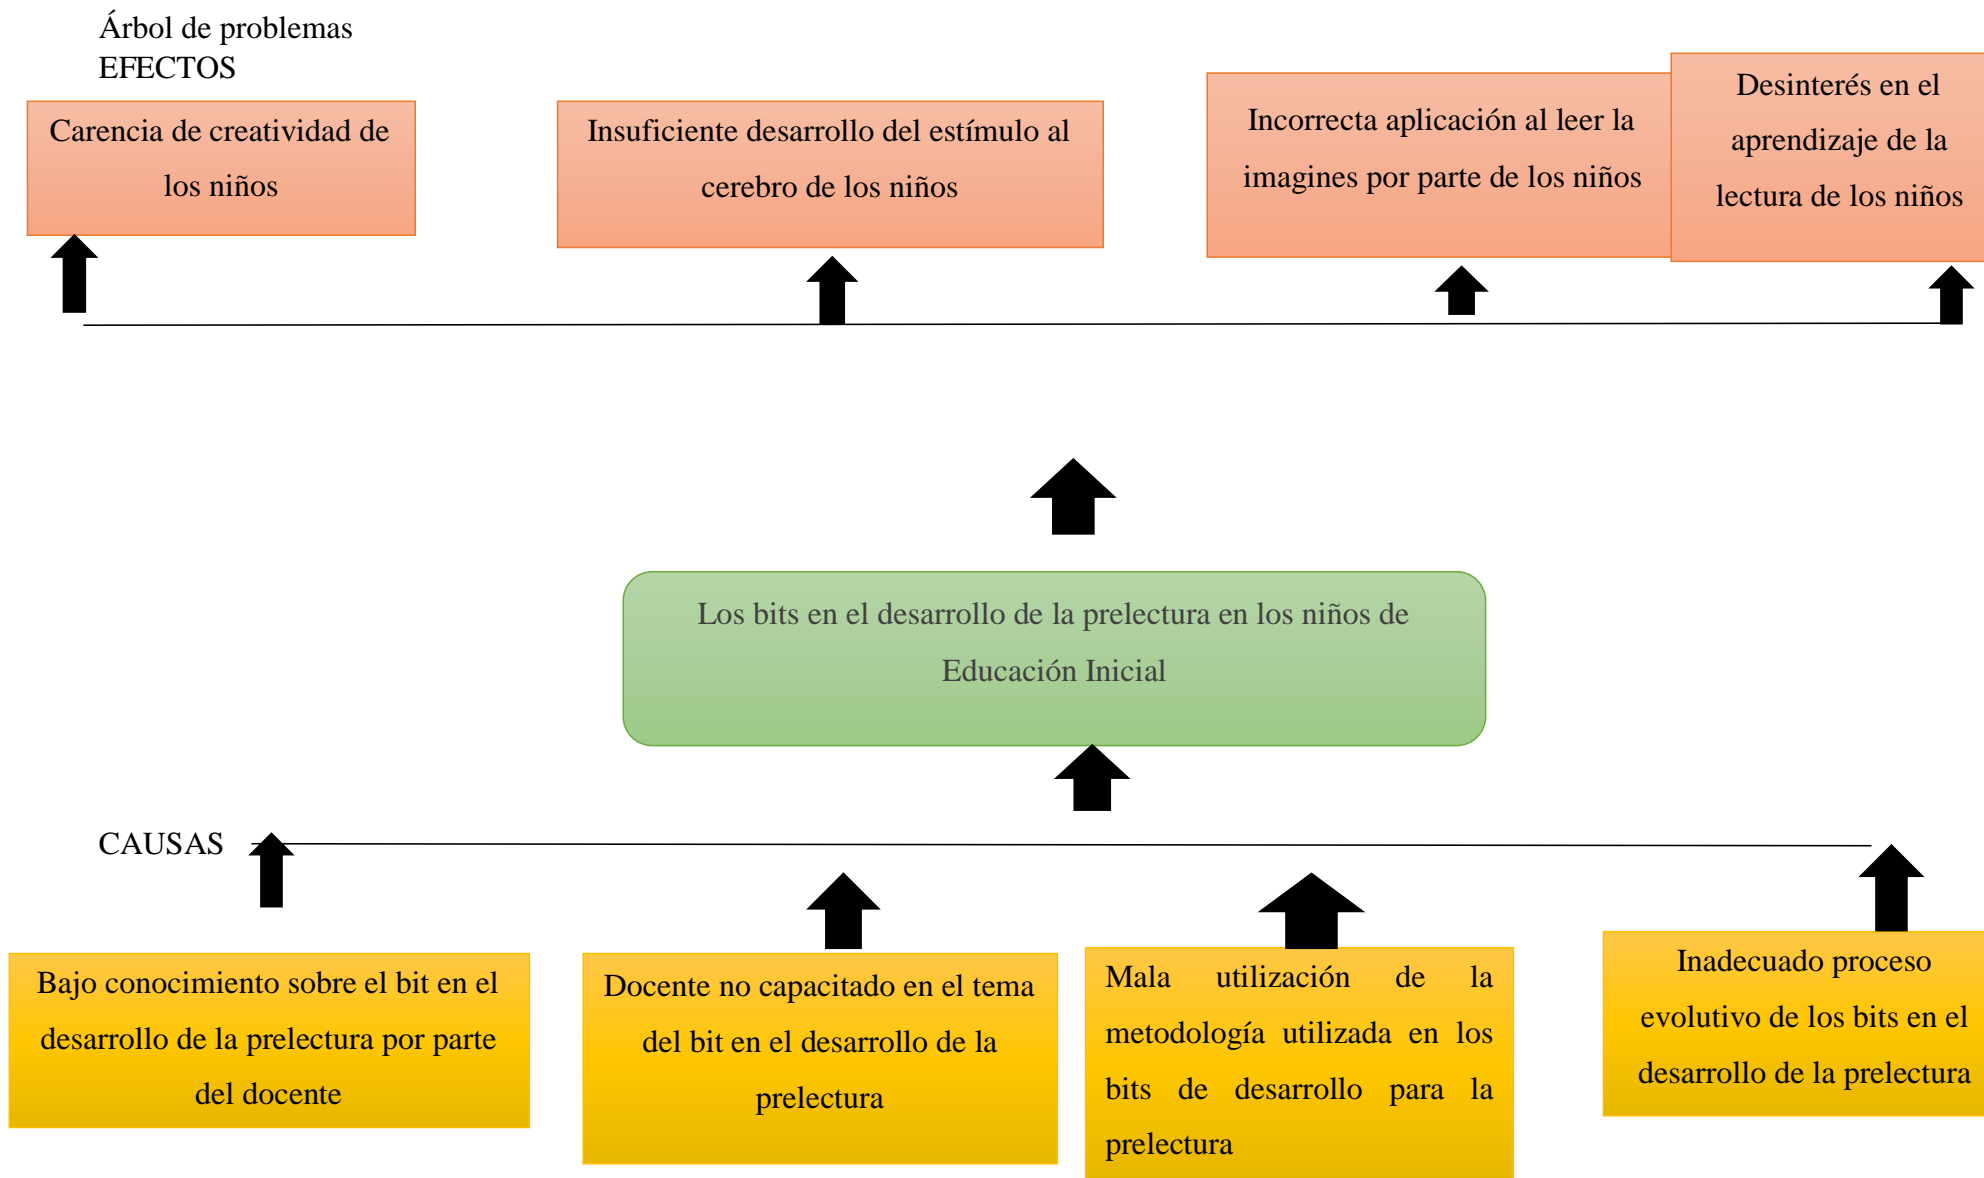 Árbol de problemas
EFECTOS
Carencia de creatividad de
los niños
Insuficiente desarrollo del estímulo al
cerebro de los niños
Incorrecta aplicación al leer la
imagines por parte de los niños
Desinterés en el
aprendizaje de la
lectura de los niños
Los bits en el desarrollo de la prelectura en los niños de
Educación Inicial
CAUSAS
Bajo conocimiento sobre el bit en el
desarrollo de la prelectura por parte
del docente
Docente no capacitado en el tema
del bit en el desarrollo de la
prelectura
Mala utilización de la
metodología utilizada en los
bits de desarrollo para la
prelectura
Inadecuado proceso
evolutivo de los bits en el
desarrollo de la prelectura